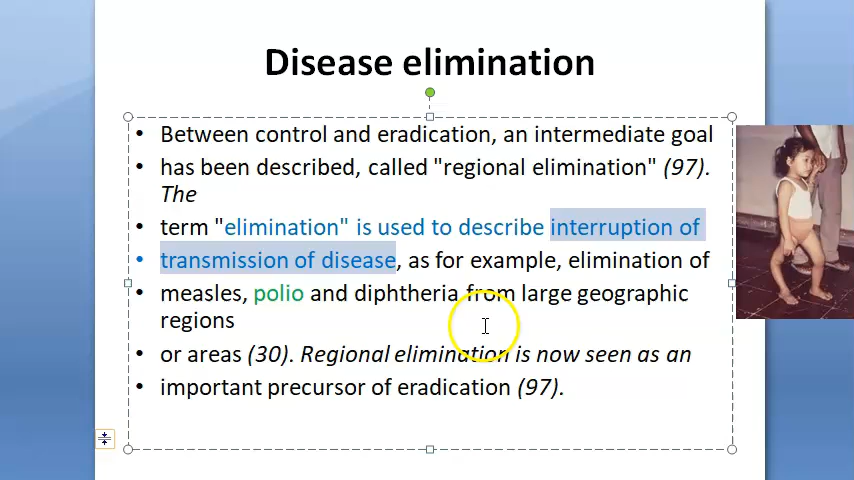 Disease elimination
• Between control and eradication, an intermediate goal
• has been described, called "regional elimination" (97).
The
• term "elimination" is used to describe interruption of
• transmission of disease, as for example, elimination of
• measles, polio and diphtheria from large geographic
regions
• or areas (30). Regional elimination is now seen as an
• important precursor of eradication (97).